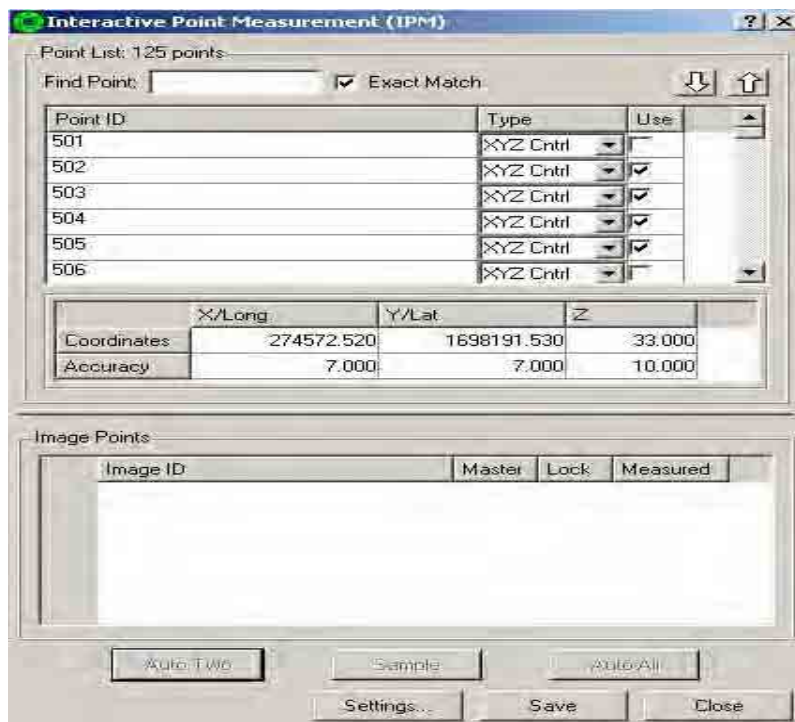 Interactive Point Measurement (IPM)
Point List: 125 points
Find Point: Exact Match
Point ID Type Use
501 XYZ Cntrl
502 XYZ Cntrl
503 XYZ Cntrl
504 XYZ Cntrl
505 XYZ Cntrl
506 XYZ Cntrl
X/Long Y/Lat Z
Coordinates 274572.520 1698191.530 33.000
Accuracy 7.000 7.000 10.000
Image Points
Image ID Master Lock Measured
Auto Two Sample Auto All
Settings... Save Close